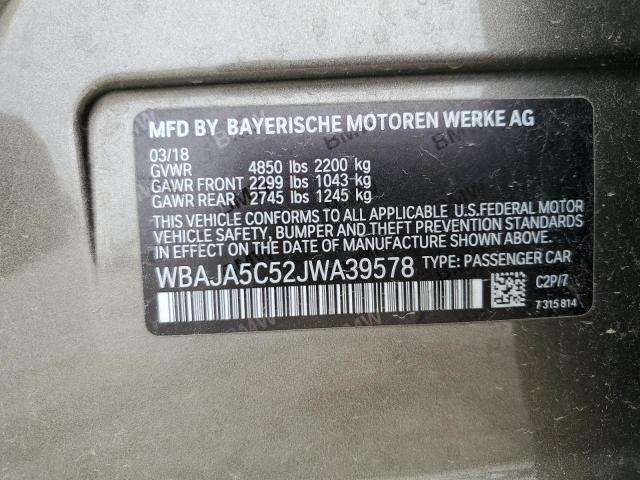 MFD BY BAYERISCHE MOTOREN WERKE AG
03/18
GVWR 4850 lbs 2200 kg
GAWR FRONT 2299 lbs 1043 kg
GAWR REAR 2745 lbs 1245 kg
THIS VEHICLE CONFORMS TO ALL APPLICABLE U.S.FEDERAL MOTOR
VEHICLE SAFETY, BUMPER, AND THEFT PREVENTION STANDARDS
IN EFFECT ON THE DATE OF MANUFACTURE SHOWN ABOVE.
WBAJA5C52JWA39578 TYPE: PASSENGER CAR
C2P/7
7 315 814